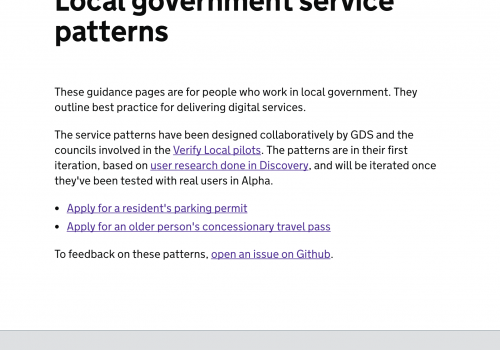 Local government service
patterns
These guidance pages are for people who work in local government. They
outline best practice for delivering digital services.
The service patterns have been designed collaboratively by GDS and the
councils involved in the Verify Local pilots. The patterns are in their first
iteration, based on user research done in Discovery, and will be iterated once
they've been tested with real users in Alpha.
• Apply for a resident's parking permit
• Apply for an older person's concessionary travel pass
To feedback on these patterns, open an issue on Github.